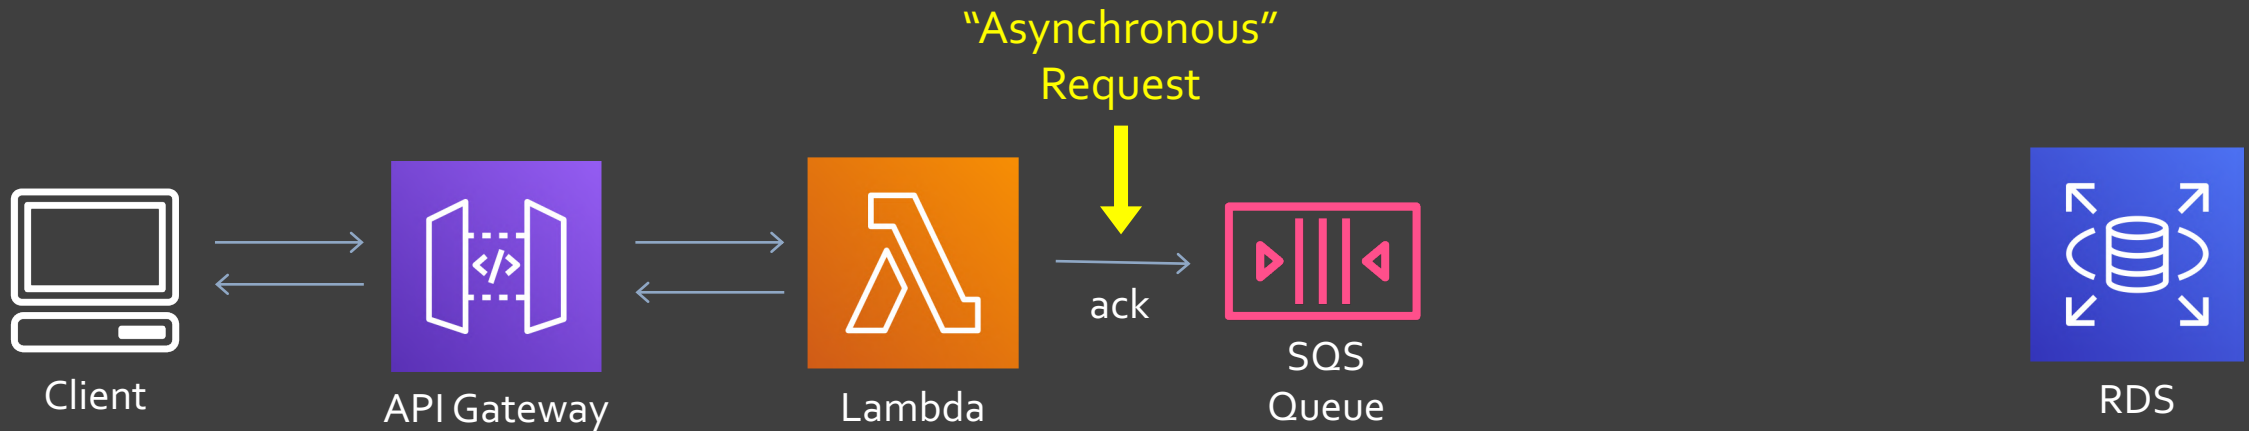 “Asynchronous”
Request
ack
Client
API Gateway
</>
Lambda
SQS
Queue
RDS